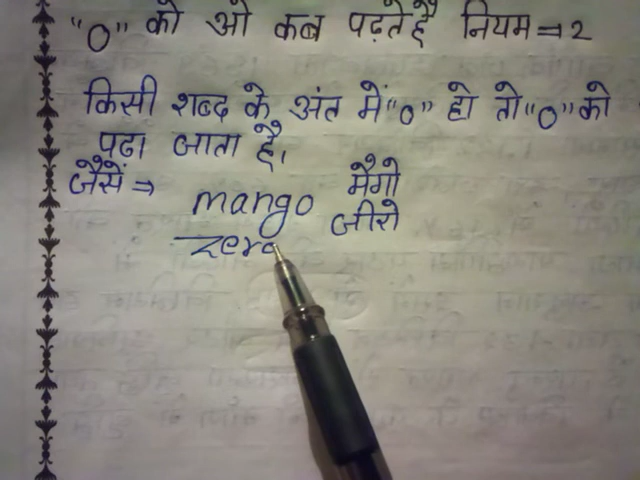 "O" को ओ कब पढ़ते है नियम = 2
किसी शब्द के अंत में "o" हो तो "O" को
पढा जाता है।
जैसें ⇒ mango मैगो
zero जीरो